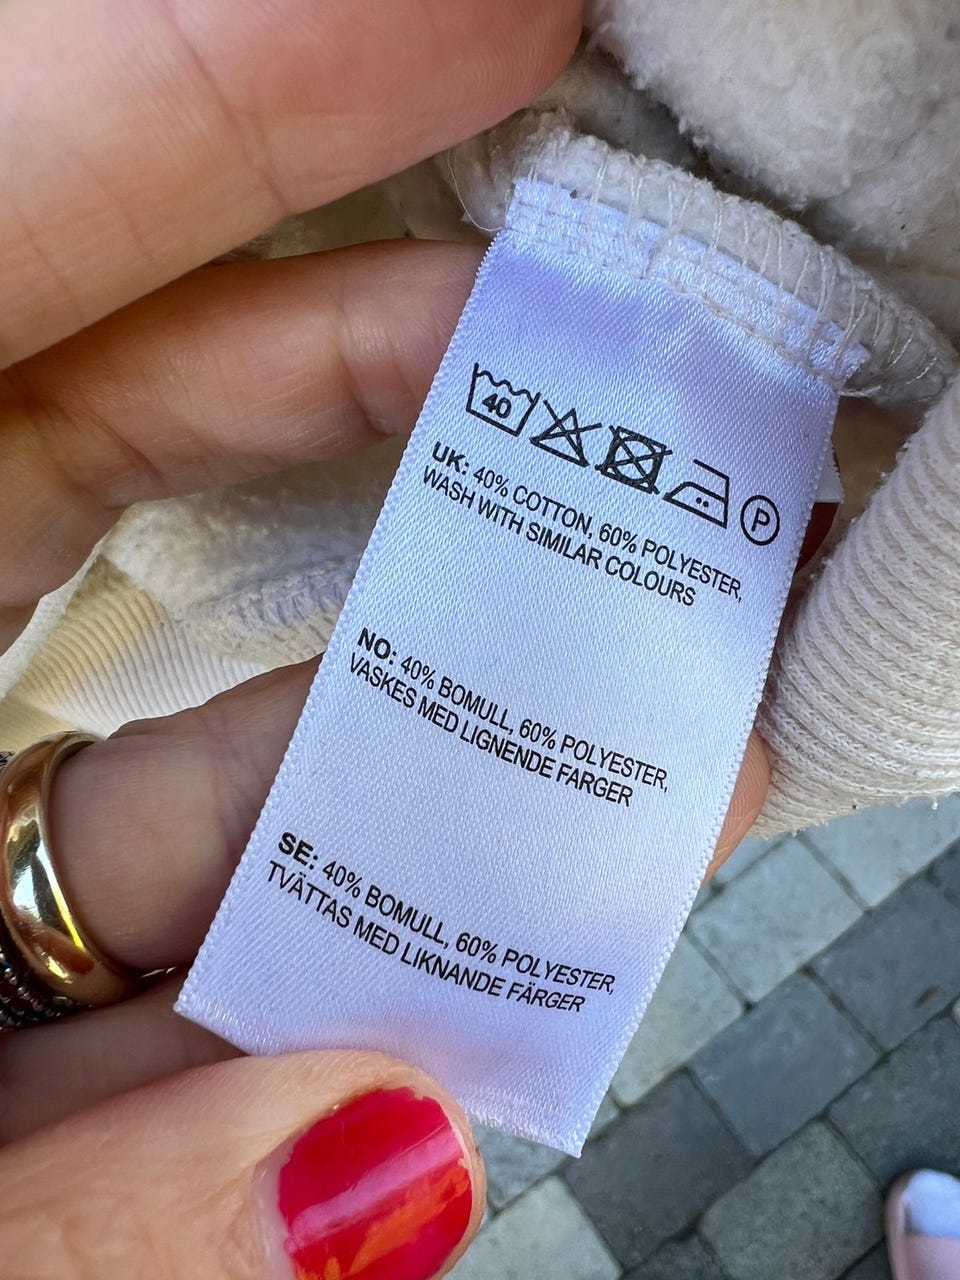 40
P
UK: 40% COTTON, 60% POLYESTER,
WASH WITH SIMILAR COLOURS
NO: 40% BOMULL, 60% POLYESTER,
VASKES MED LIGNENDE FARGER
SE: 40% BOMULL, 60% POLYESTER,
TVÄTTAS MED LIKNANDE FÄRGER